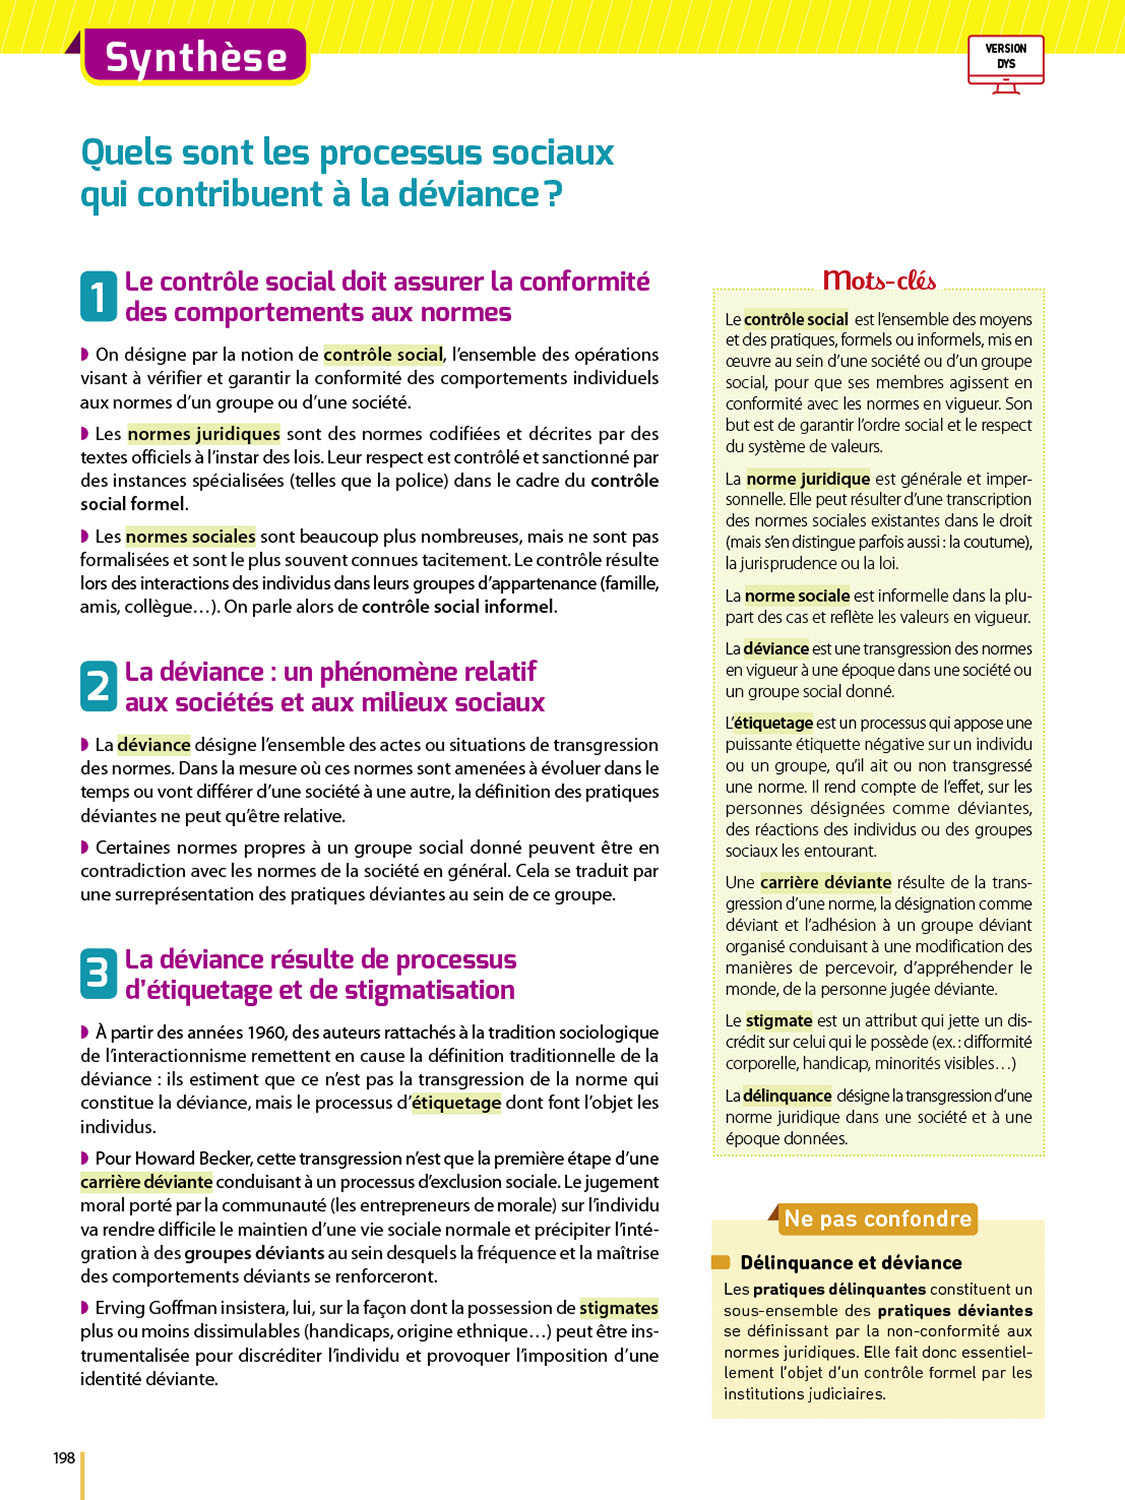 Synthèse
VERSION
DYS
Quels sont les processus sociaux
qui contribuent à la déviance ?
1
Le contrôle social doit assurer la conformité
des comportements aux normes
On désigne par la notion de contrôle social, l’ensemble des opérations
visant à vérifier et garantir la conformité des comportements individuels
aux normes d’un groupe ou d’une société.
Les normes juridiques sont des normes codifiées et décrites par des
textes officiels à l’instar des lois. Leur respect est contrôlé et sanctionné par
des instances spécialisées (telles que la police) dans le cadre du contrôle
social formel.
Les normes sociales sont beaucoup plus nombreuses, mais ne sont pas
formalisées et sont le plus souvent connues tacitement. Le contrôle résulte
lors des interactions des individus dans leurs groupes d’appartenance (famille,
amis, collègue…). On parle alors de contrôle social informel.
2
La déviance : un phénomène relatif
aux sociétés et aux milieux sociaux
La déviance désigne l’ensemble des actes ou situations de transgression
des normes. Dans la mesure où ces normes sont amenées à évoluer dans le
temps ou vont différer d’une société à une autre, la définition des pratiques
déviantes ne peut qu’être relative.
Certaines normes propres à un groupe social donné peuvent être en
contradiction avec les normes de la société en général. Cela se traduit par
une surreprésentation des pratiques déviantes au sein de ce groupe.
3
La déviance résulte de processus
d’étiquetage et de stigmatisation
À partir des années 1960, des auteurs rattachés à la tradition sociologique
de l’interactionnisme remettent en cause la définition traditionnelle de la
déviance : ils estiment que ce n’est pas la transgression de la norme qui
constitue la déviance, mais le processus d’étiquetage dont font l’objet les
individus.
Pour Howard Becker, cette transgression n’est que la première étape d’une
carrière déviante conduisant à un processus d’exclusion sociale. Le jugement
moral porté par la communauté (les entrepreneurs de morale) sur l’individu
va rendre difficile le maintien d’une vie sociale normale et précipiter l’inté-
gration à des groupes déviants au sein desquels la fréquence et la maîtrise
des comportements déviants se renforceront.
Erving Goffman insistera, lui, sur la façon dont la possession de stigmates
plus ou moins dissimulables (handicaps, origine ethnique…) peut être ins-
trumentalisée pour discréditer l’individu et provoquer l’imposition d’une
identité déviante.
Mots-clés
Le contrôle social est l’ensemble des moyens
et des pratiques, formels ou informels, mis en
œuvre au sein d’une société ou d’un groupe
social, pour que ses membres agissent en
conformité avec les normes en vigueur. Son
but est de garantir l’ordre social et le respect
du système de valeurs.
La norme juridique est générale et imper-
sonnelle. Elle peut résulter d’une transcription
des normes sociales existantes dans le droit
(mais s’en distingue parfois aussi : la coutume),
la jurisprudence ou la loi.
La norme sociale est informelle dans la plu-
part des cas et reflète les valeurs en vigueur.
La déviance est une transgression des normes
en vigueur à une époque dans une société ou
un groupe social donné.
L’étiquetage est un processus qui appose une
puissante étiquette négative sur un individu
ou un groupe, qu’il ait ou non transgressé
une norme. Il rend compte de l’effet, sur les
personnes désignées comme déviantes,
des réactions des individus ou des groupes
sociaux les entourant.
Une carrière déviante résulte de la trans-
gression d’une norme, la désignation comme
déviant et l’adhésion à un groupe déviant
organisé conduisant à une modification des
manières de percevoir, d’appréhender le
monde, de la personne jugée déviante.
Le stigmate est un attribut qui jette un dis-
crédit sur celui qui le possède (ex. : difformité
corporelle, handicap, minorités visibles…)
La délinquance désigne la transgression d’une
norme juridique dans une société et à une
époque données.
Ne pas confondre
Délinquance et déviance
Les pratiques délinquantes constituent un
sous-ensemble des pratiques déviantes
se définissant par la non-conformité aux
normes juridiques. Elle fait donc essentiel-
lement l’objet d’un contrôle formel par les
institutions judiciaires.
198